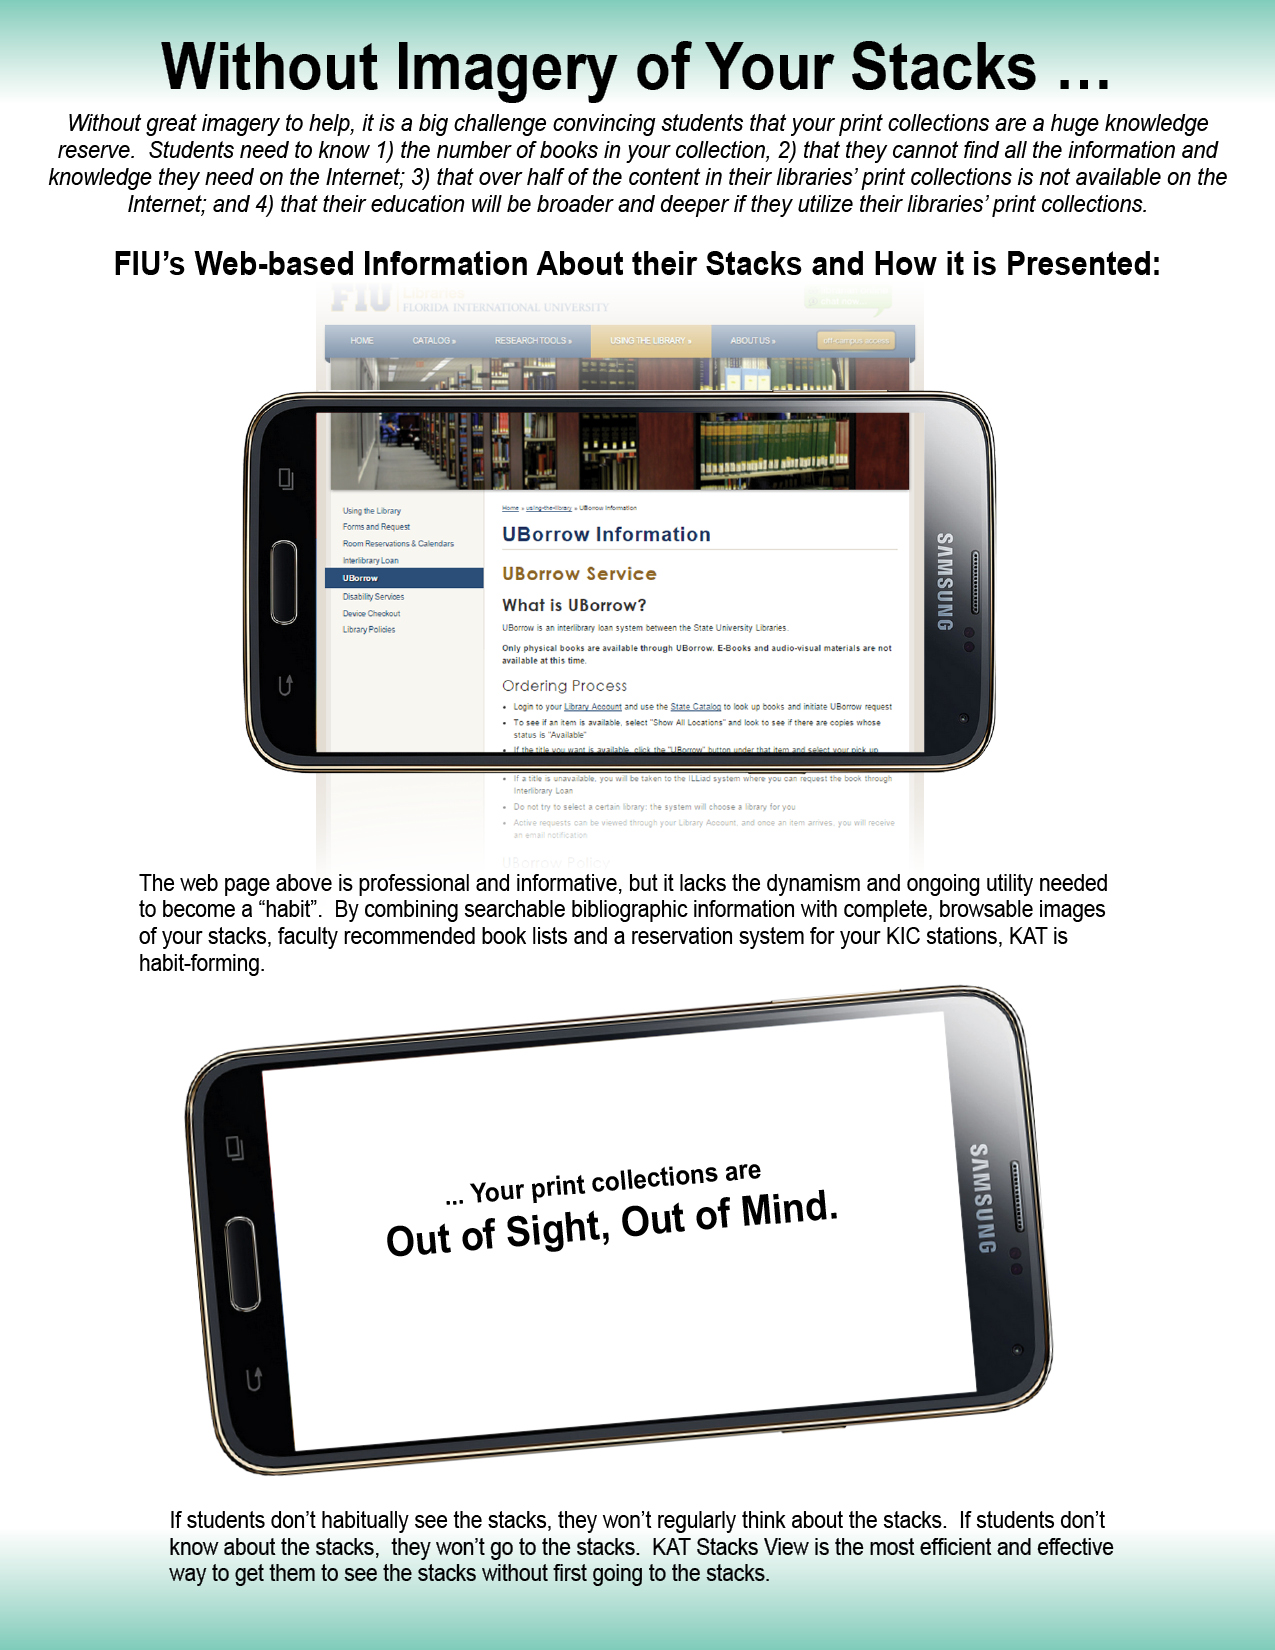 Without Imagery of Your Stacks ...
Without great imagery to help, it is a big challenge convincing students that your print collections are a huge knowledge
reserve.  Students need to know 1) the number of books in your collection, 2) that they cannot find all the information and
knowledge they need on the Internet; 3) that over half of the content in their libraries' print collections is not available on the
Internet; and 4) that their education will be broader and deeper if they utilize their libraries' print collections.
FIU's Web-based Information About their Stacks and How it is Presented:
FIU Libraries
FLORIDA INTERNATIONAL UNIVERSITY
HOME CATALOG » RESEARCH TOOLS » USING THE LIBRARY » ABOUT US » off-campus access
Using the Library
Forms and Request
Room Reservations & Calendars
Interlibrary Loan
UBorrow
Disability Services
Device Checkout
Library Policies
Home » using-the-library » UBorrow Information
UBorrow Information
UBorrow Service
What is UBorrow?
UBorrow is an interlibrary loan system between the State University Libraries.
Only physical books are available through UBorrow. E-Books and audio-visual materials are not
available at this time.
Ordering Process
• Login to your Library Account and use the State Catalog to look up books and initiate UBorrow request
• To see if an item is available, select "Show All Locations" and look to see if there are copies whose
status is "Available"
• If the title you want is available, click the "UBorrow" button under that item and select your pick up
• If a title is unavailable, you will be taken to the ILLiad system where you can request the book through
Interlibrary Loan
• Do not try to select a certain library: the system will choose a library for you
• Active requests can be viewed through your Library Account, and once an item arrives, you will receive
an email notification
UBorrow Policy
SAMSUNG
The web page above is professional and informative, but it lacks the dynamism and ongoing utility needed
to become a "habit".  By combining searchable bibliographic information with complete, browsable images
of your stacks, faculty recommended book lists and a reservation system for your KIC stations, KAT is
habit-forming.
... Your print collections are
Out of Sight, Out of Mind.
SAMSUNG
If students don't habitually see the stacks, they won't regularly think about the stacks.  If students don't
know about the stacks,  they won't go to the stacks.  KAT Stacks View is the most efficient and effective
way to get them to see the stacks without first going to the stacks.